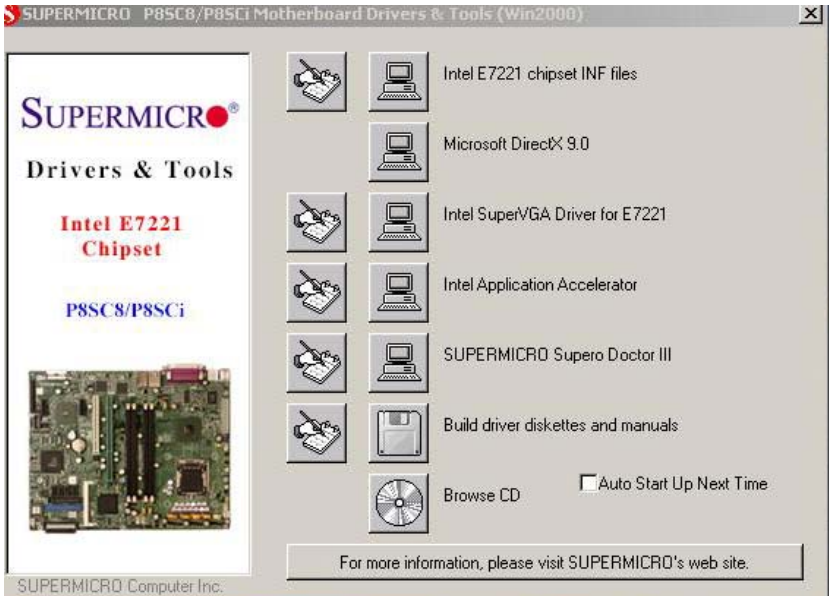 SUPERMICRO P8SC8/P8SCi Motherboard Drivers & Tools (Win2000)
SUPERMICRO®
Drivers & Tools
Intel E7221
Chipset
P8SC8/P8SCi
SUPERMICRO Computer Inc.
Intel E7221 chipset INF files
Microsoft DirectX 9.0
Intel SuperVGA Driver for E7221
Intel Application Accelerator
SUPERMICRO Supero Doctor III
Build driver diskettes and manuals
Browse CD
Auto Start Up Next Time
For more information, please visit SUPERMICRO's web site.